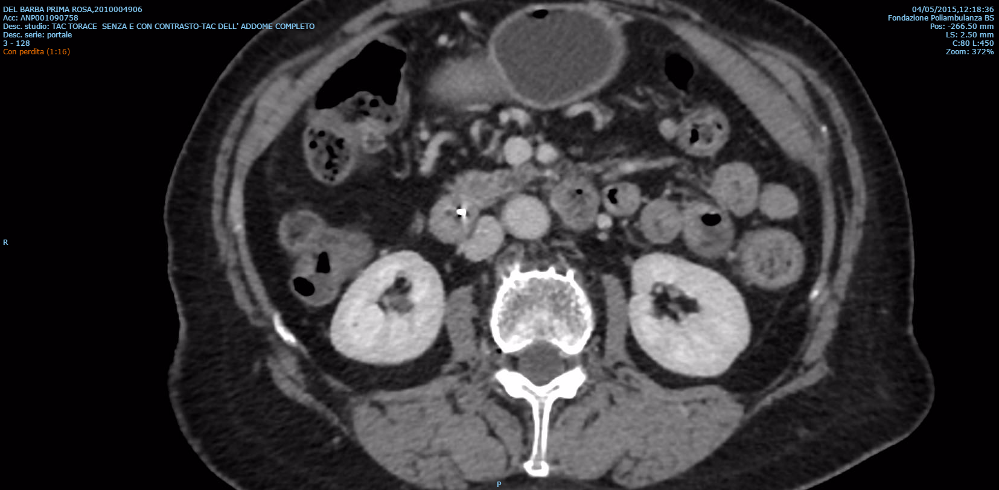 DEL BARBA PRIMA ROSA,2010004906
Acc: ANP001090758
Desc. studio: TAC TORACE  SENZA E CON CONTRASTO-TAC DELL' ADDOME COMPLETO
Desc. serie: portale
3 - 128
Con perdita (1:16)
04/05/2015,12:18:36
Fondazione Poliambulanza BS
Pos: -266.50 mm
LS: 2.50 mm
C:80 L:450
Zoom: 372%
R
P